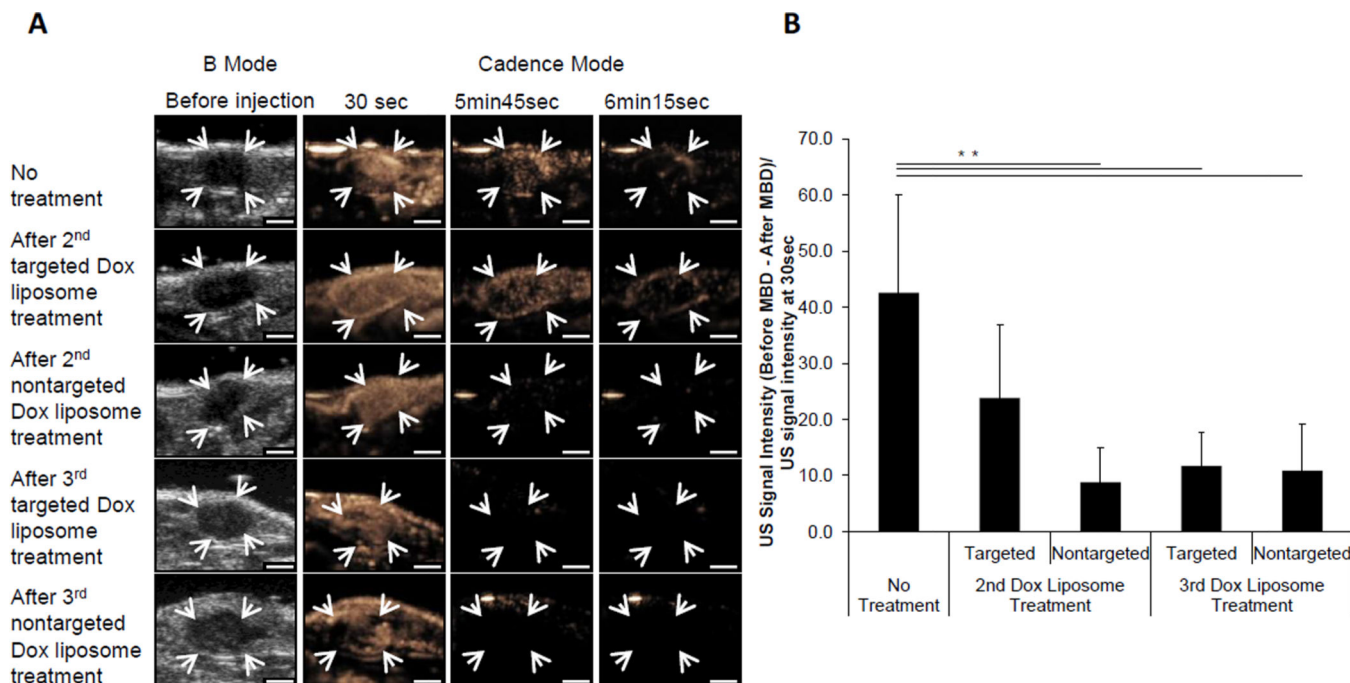 A
B Mode
Cadence Mode
Before injection
30 sec
5min45sec
6min15sec
No
treatment
After 2nd
targeted Dox
liposome
treatment
After 2nd
nontargeted
Dox liposome
treatment
After 3rd
targeted Dox
liposome
treatment
After 3rd
nontargeted
Dox liposome
treatment
B
US Signal Intensity (Before MBD - After MBD)/
US signal intensity at 30sec
70.0
60.0
50.0
40.0
30.0
20.0
10.0
0.0
**
Targeted
Nontargeted
Targeted
Nontargeted
No
Treatment
2nd Dox Liposome
Treatment
3rd Dox Liposome
Treatment